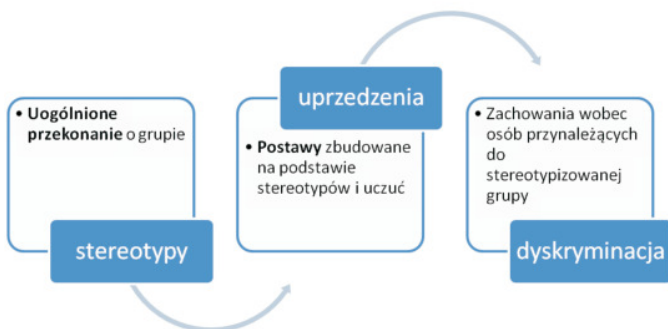 • Uogólnione
przekonanie o grupie
stereotypy
uprzedzenia
• Postawy zbudowane
na podstawie
stereotypów i uczuć
• Zachowania wobec
osób przynależących
do
stereotypizowanej
grupy
dyskryminacja